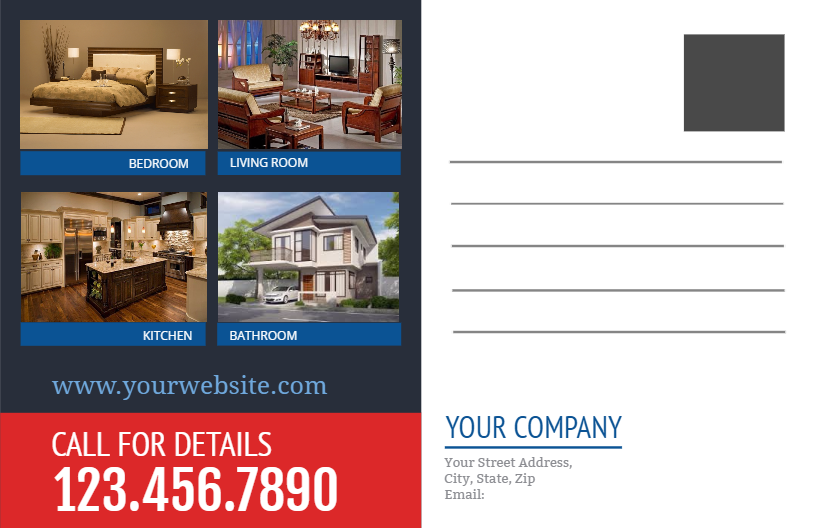 BEDROOM
LIVING ROOM
KITCHEN
BATHROOM
www.yourwebsite.com
CALL FOR DETAILS
123.456.7890
YOUR COMPANY
Your Street Address,
City, State, Zip
Email: